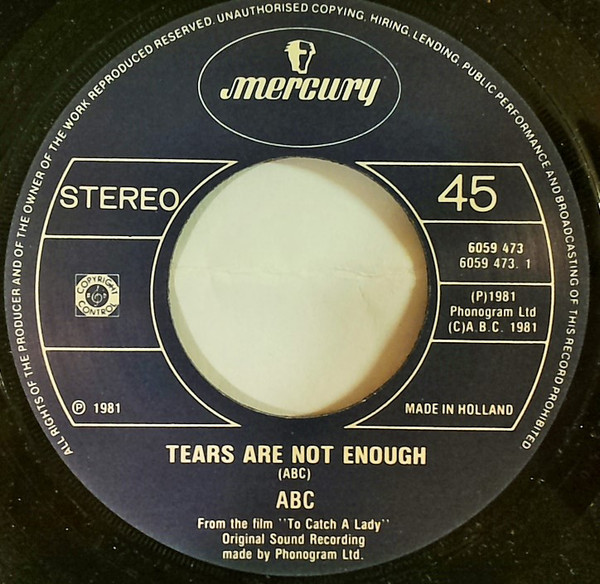 ALL RIGHTS OF THE PRODUCER AND OF THE OWNER OF THE WORK REPRODUCED RESERVED. UNAUTHORISED COPYING, HIRING, LENDING, PUBLIC PERFORMANCE AND BROADCASTING OF THIS RECORD PROHIBITED
mercury
STEREO
45
6059 473
6059 473. 1
COPYRIGHT
CONTROL
(P)1981
Phonogram Ltd
(C)A.B.C. 1981
℗ 1981
MADE IN HOLLAND
TEARS ARE NOT ENOUGH
(ABC)
ABC
From the film "To Catch A Lady"
Original Sound Recording
made by Phonogram Ltd.